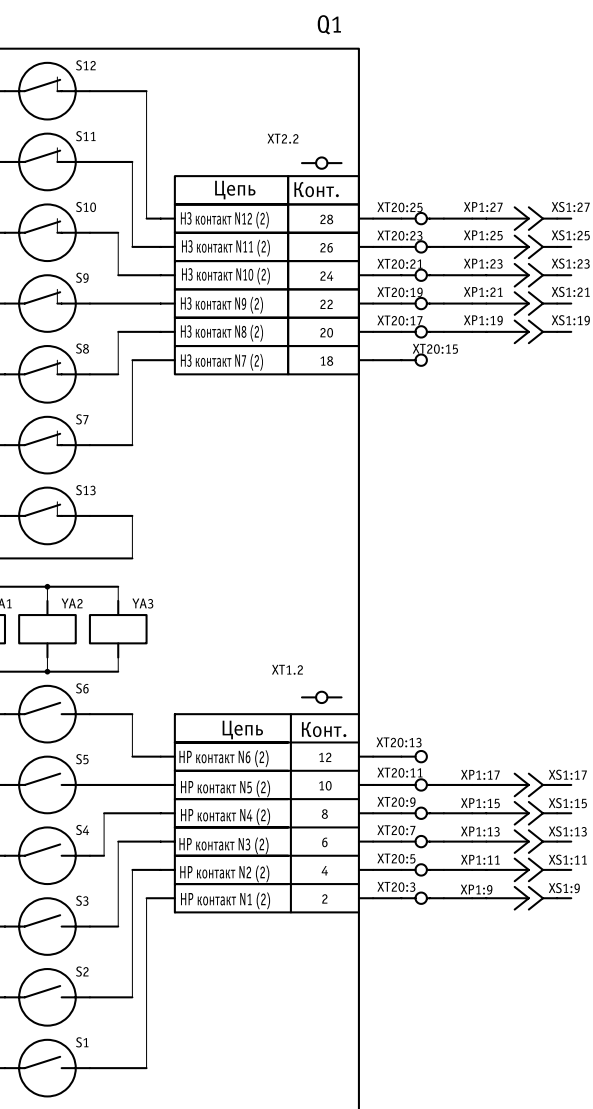 Q1
S12
S11
XT2.2
Цепь Конт.
S10
НЗ контакт N12 (2) 28 XT20:25 XP1:27 XS1:27
НЗ контакт N11 (2) 26 XT20:23 XP1:25 XS1:25
НЗ контакт N10 (2) 24 XT20:21 XP1:23 XS1:23
S9
НЗ контакт N9 (2) 22 XT20:19 XP1:21 XS1:21
НЗ контакт N8 (2) 20 XT20:17 XP1:19 XS1:19
S8
НЗ контакт N7 (2) 18 XT20:15
S7
S13
A1 YA2 YA3
XT1.2
S6
Цепь Конт.
НР контакт N6 (2) 12 XT20:13
S5
НР контакт N5 (2) 10 XT20:11 XP1:17 XS1:17
НР контакт N4 (2) 8 XT20:9 XP1:15 XS1:15
S4
НР контакт N3 (2) 6 XT20:7 XP1:13 XS1:13
НР контакт N2 (2) 4 XT20:5 XP1:11 XS1:11
S3
НР контакт N1 (2) 2 XT20:3 XP1:9 XS1:9
S2
S1